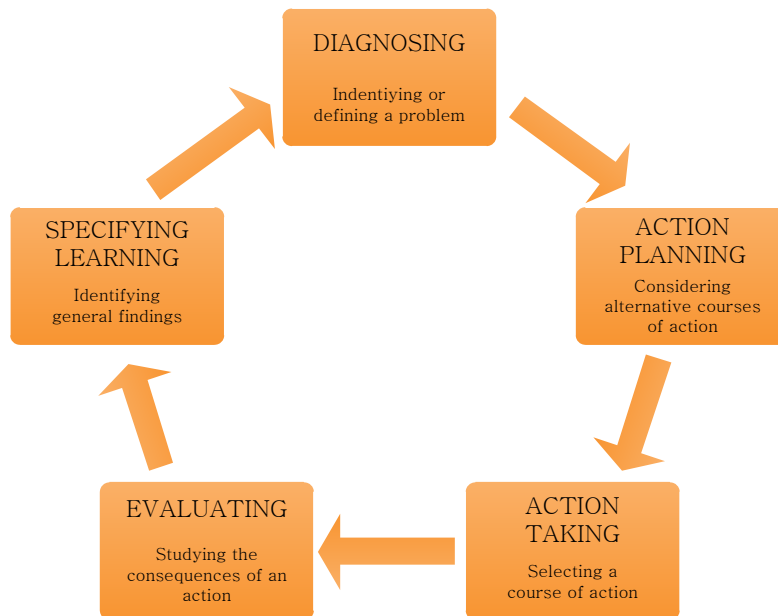 DIAGNOSING
Indentiying or
defining a problem
ACTION
PLANNING
Considering
alternative courses
of action
ACTION
TAKING
Selecting a
course of action
EVALUATING
Studying the
consequences of an
action
SPECIFYING
LEARNING
Identifying
general findings